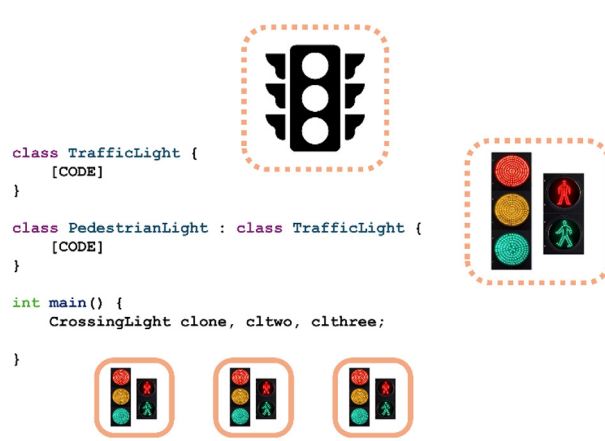 class TrafficLight {
[CODE]
}
class PedestrianLight : class TrafficLight {
[CODE]
}
int main() {
CrossingLight clone, cltwo, clthree;
}